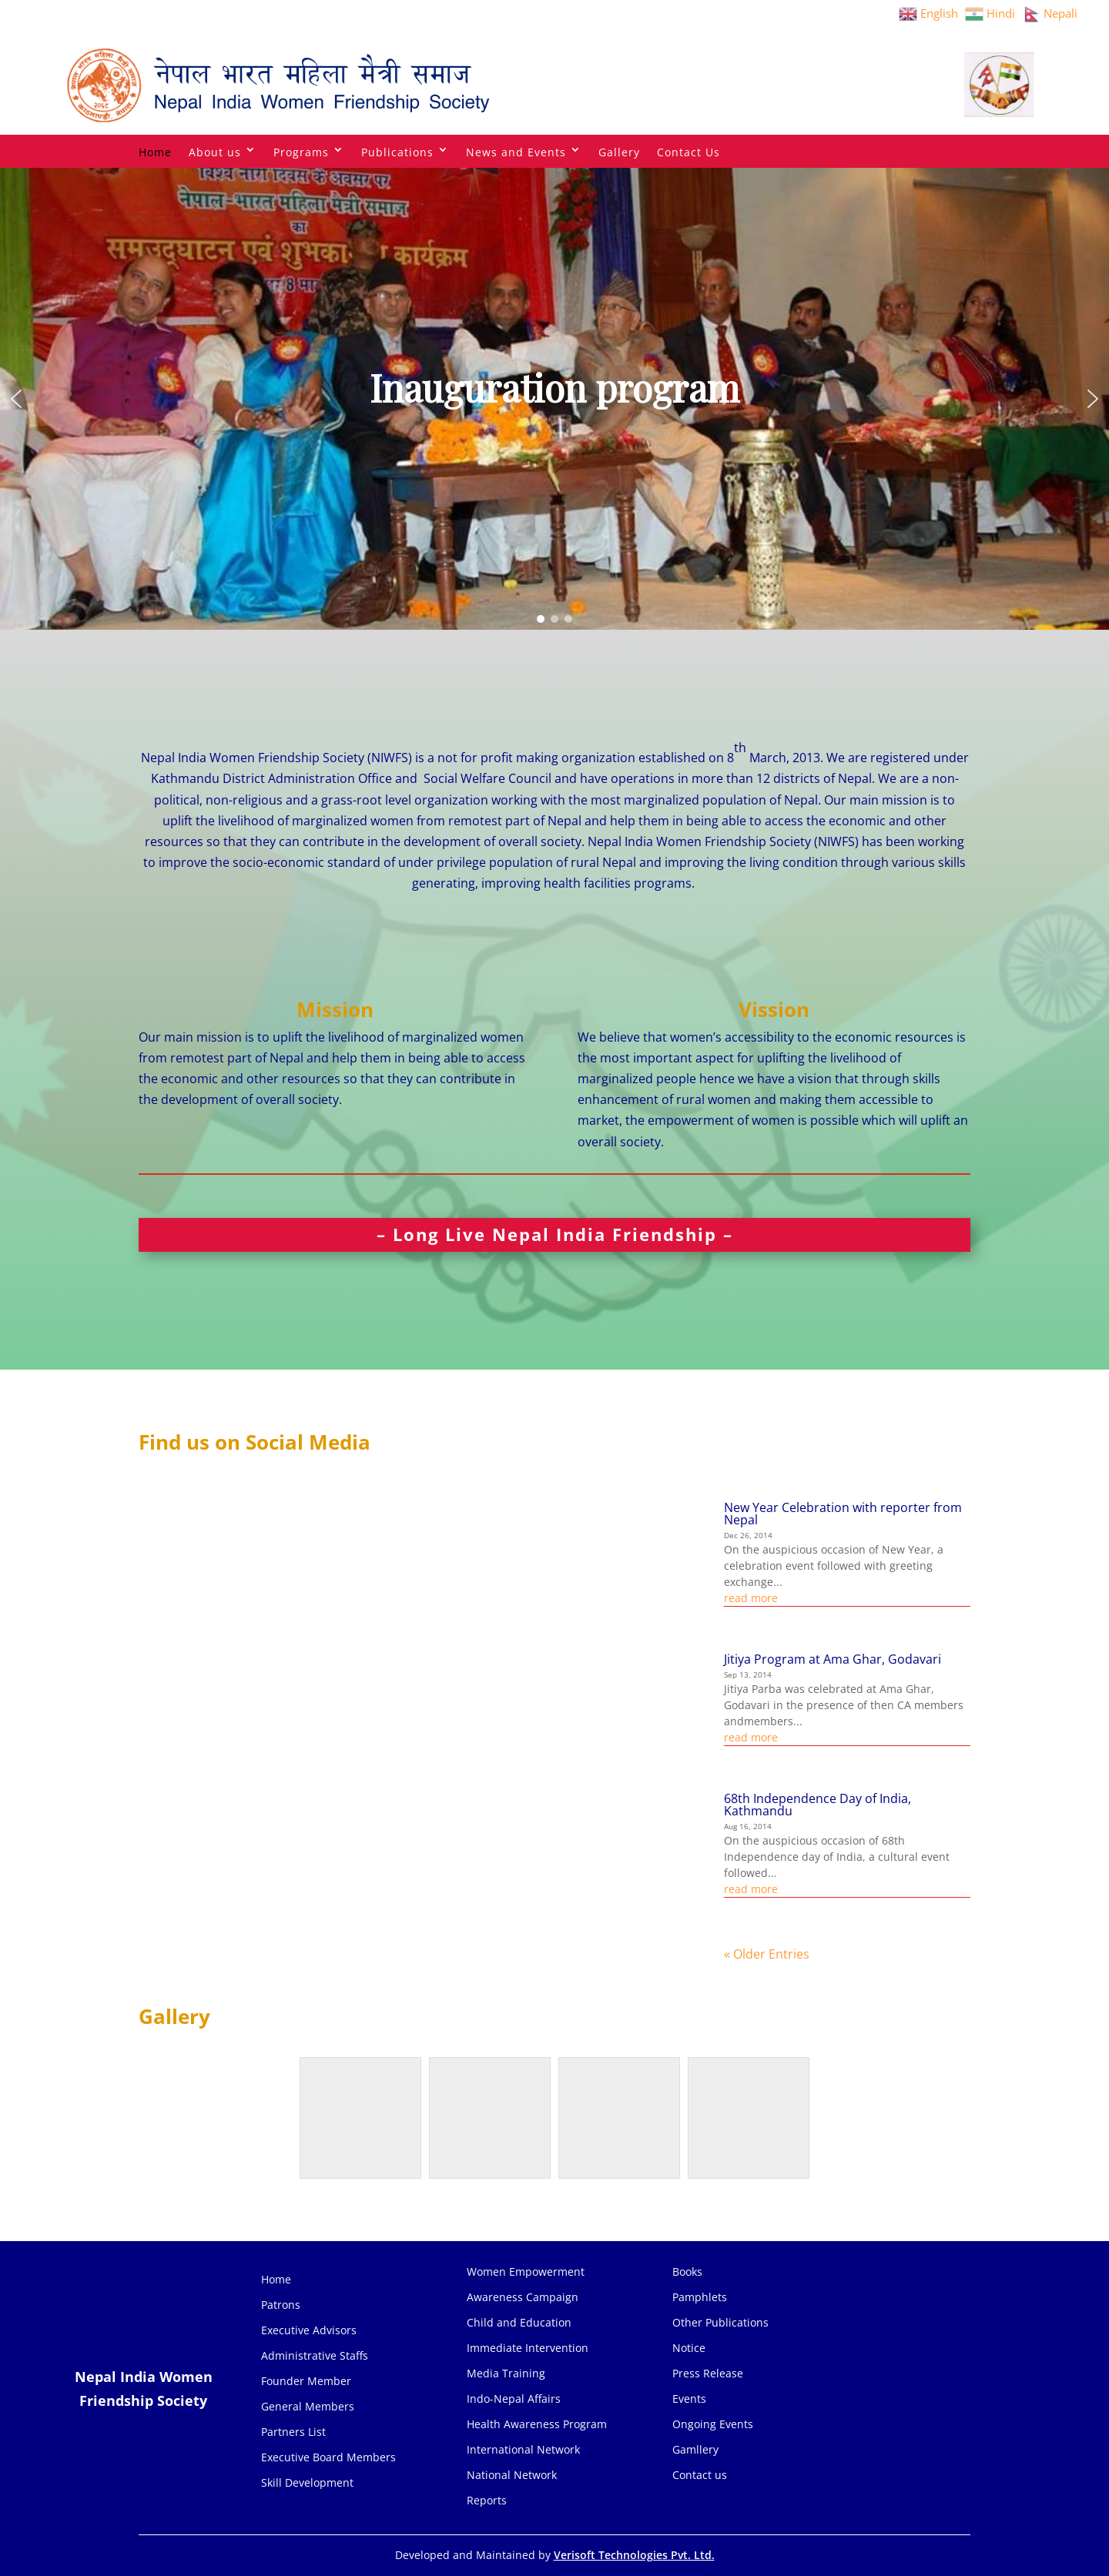 English Hindi Nepali
नेपाल भारत महिला मैत्री समाज
Nepal India Women Friendship Society
Home About us Programs Publications News and Events Gallery Contact Us
विश्व नारी दिवस के अवसर पर
समउदघाटन एवं शुभकामना कार्यक्रम
का
8 मार्च
Inauguration program
Nepal India Women Friendship Society (NIWFS) is a not for profit making organization established on 8th March, 2013. We are registered under
Kathmandu District Administration Office and Social Welfare Council and have operations in more than 12 districts of Nepal. We are a non-
political, non-religious and a grass-root level organization working with the most marginalized population of Nepal. Our main mission is to
uplift the livelihood of marginalized women from remotest part of Nepal and help them in being able to access the economic and other
resources so that they can contribute in the development of overall society. Nepal India Women Friendship Society (NIWFS) has been working
to improve the socio-economic standard of under privilege population of rural Nepal and improving the living condition through various skills
generating, improving health facilities programs.
Mission
Our main mission is to uplift the livelihood of marginalized women
from remotest part of Nepal and help them in being able to access
the economic and other resources so that they can contribute in
the development of overall society.
Vission
We believe that women’s accessibility to the economic resources is
the most important aspect for uplifting the livelihood of
marginalized people hence we have a vision that through skills
enhancement of rural women and making them accessible to
market, the empowerment of women is possible which will uplift an
overall society.
– Long Live Nepal India Friendship –
Find us on Social Media
New Year Celebration with reporter from
Nepal
Dec 26, 2014
On the auspicious occasion of New Year, a
celebration event followed with greeting
exchange...
read more
Jitiya Program at Ama Ghar, Godavari
Sep 13, 2014
Jitiya Parba was celebrated at Ama Ghar,
Godavari in the presence of then CA members
andmembers...
read more
68th Independence Day of India,
Kathmandu
Aug 16, 2014
On the auspicious occasion of 68th
Independence day of India, a cultural event
followed...
read more
« Older Entries
Gallery
Nepal India Women
Friendship Society
Home
Patrons
Executive Advisors
Administrative Staffs
Founder Member
General Members
Partners List
Executive Board Members
Skill Development
Women Empowerment
Awareness Campaign
Child and Education
Immediate Intervention
Media Training
Indo-Nepal Affairs
Health Awareness Program
International Network
National Network
Reports
Books
Pamphlets
Other Publications
Notice
Press Release
Events
Ongoing Events
Gamllery
Contact us
Developed and Maintained by Verisoft Technologies Pvt. Ltd.